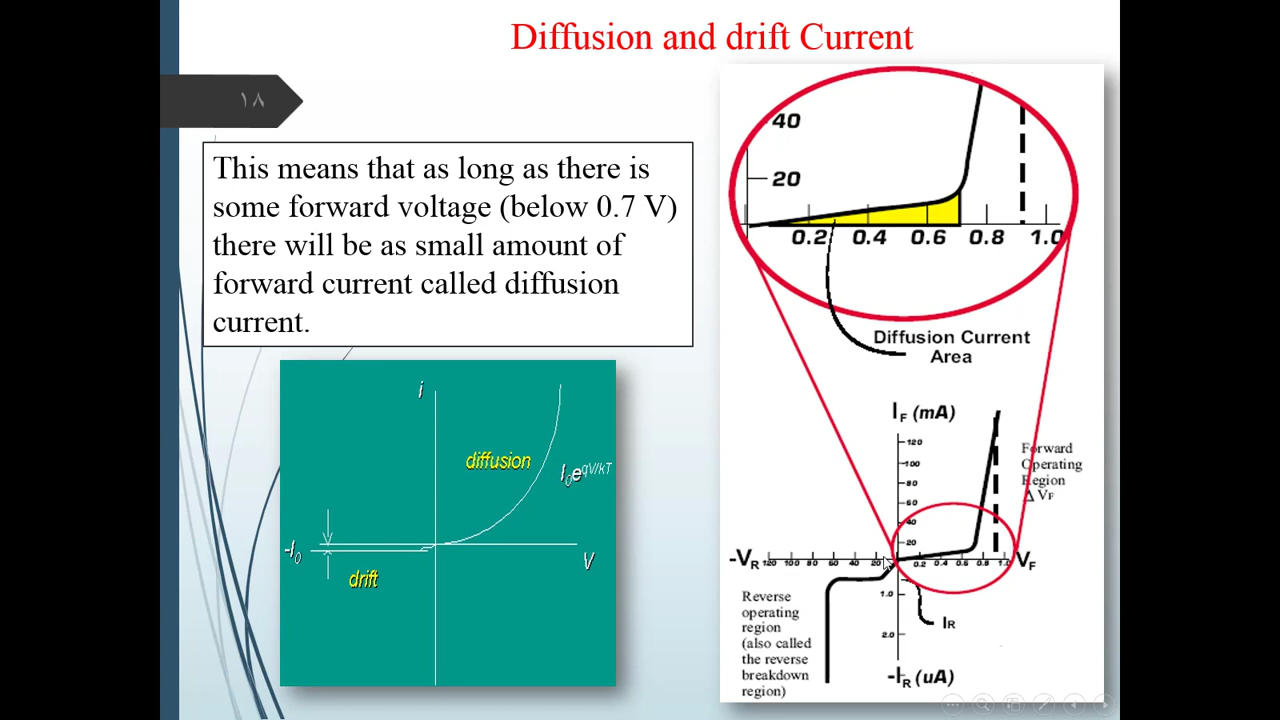 Diffusion and drift Current
١٨
This means that as long as there is
some forward voltage (below 0.7 V)
there will be as small amount of
forward current called diffusion
current.
40
20
0.2 0.4 0.6 0.8 1.0
Diffusion Current
Area
i
diffusion
I₀e^qV/kT
-I₀
drift
V
I_F (mA)
120
100
80
60
40
20
Forward
Operating
Region
Δ V_F
-V_R 120 100 80 60 40 20
0.2 0.4 0.6 0.8 1.0 V_F
Reverse
operating
region
(also called
the reverse
breakdown
region)
1.0
I_R
2.0
-I_R (uA)